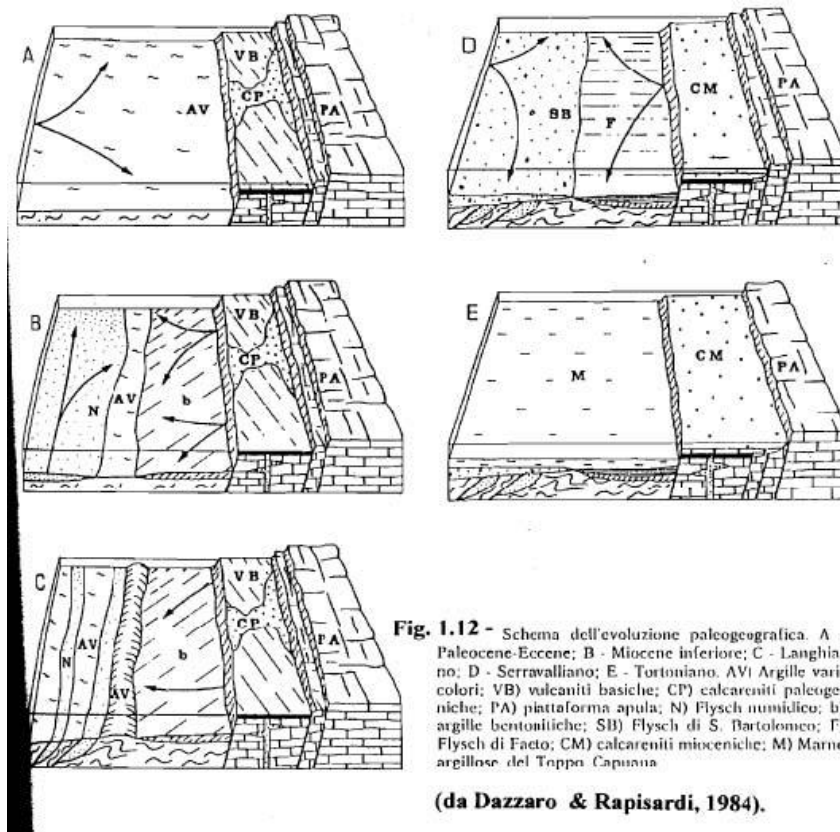 A
VB
CP
AV
PA
D
SB
F
CM
PA
B
VB
CP
N
AV
b
PA
E
M
CM
PA
C
VB
CP
N
AV
AV
b
PA
Fig. 1.12 - Schema dell'evoluzione paleogeografica. A
Paleocene-Eccene; B - Miocene inferiore; C - Langhia
no; D - Serravalliano; E - Tortoniano. AV) Argille vari
colori; VB) vulcaniti basiche; CP) calcareniti paleoge
niche; PA) piattaforma apula; N) Flysch numidico; b
argille bentonitiche; SB) Flysch di S. Bartolomeo; F
Flysch di Faeto; CM) calcareniti mioceniche; M) Marne
argillose del Toppo Capuana
(da Dazzaro & Rapisardi, 1984).